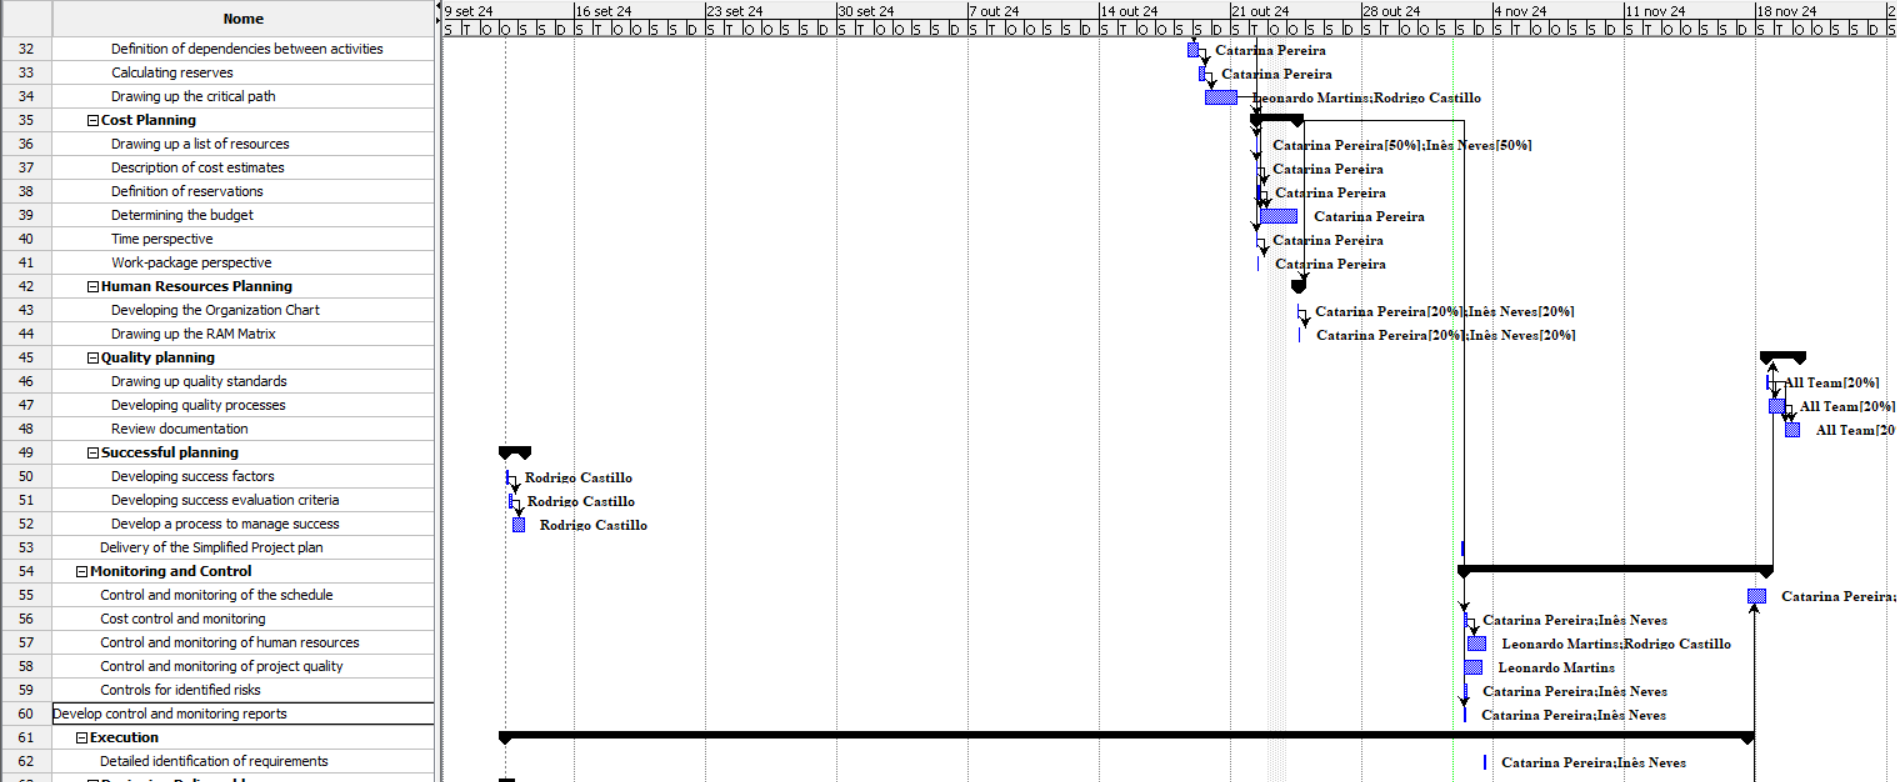 Nome
9 set 24 16 set 24 23 set 24 30 set 24 7 out 24 14 out 24 21 out 24 28 out 24 4 nov 24 11 nov 24 18 nov 24 2
S T O O S S D S T O O S S D S T O O S S D S T O O S S D S T O O S S D S T O O S S D S T O O S S D S T O O S S D S T O O S S D S T O O S S D S T O O S S D S
32 Definition of dependencies between activities Catarina Pereira
33 Calculating reserves Catarina Pereira
34 Drawing up the critical path Leonardo Martins;Rodrigo Castillo
35 Cost Planning
36 Drawing up a list of resources Catarina Pereira[50%];Inês Neves[50%]
37 Description of cost estimates Catarina Pereira
38 Definition of reservations Catarina Pereira
39 Determining the budget Catarina Pereira
40 Time perspective Catarina Pereira
41 Work-package perspective Catarina Pereira
42 Human Resources Planning
43 Developing the Organization Chart Catarina Pereira[20%];Inês Neves[20%]
44 Drawing up the RAM Matrix Catarina Pereira[20%];Inês Neves[20%]
45 Quality planning
46 Drawing up quality standards All Team[20%]
47 Developing quality processes All Team[20%]
48 Review documentation All Team[20
49 Successful planning
50 Developing success factors Rodrigo Castillo
51 Developing success evaluation criteria Rodrigo Castillo
52 Develop a process to manage success Rodrigo Castillo
53 Delivery of the Simplified Project plan
54 Monitoring and Control
55 Control and monitoring of the schedule Catarina Pereira;
56 Cost control and monitoring Catarina Pereira;Inês Neves
57 Control and monitoring of human resources Leonardo Martins;Rodrigo Castillo
58 Control and monitoring of project quality Leonardo Martins
59 Controls for identified risks Catarina Pereira;Inês Neves
60 Develop control and monitoring reports Catarina Pereira;Inês Neves
61 Execution
62 Detailed identification of requirements Catarina Pereira;Inês Neves